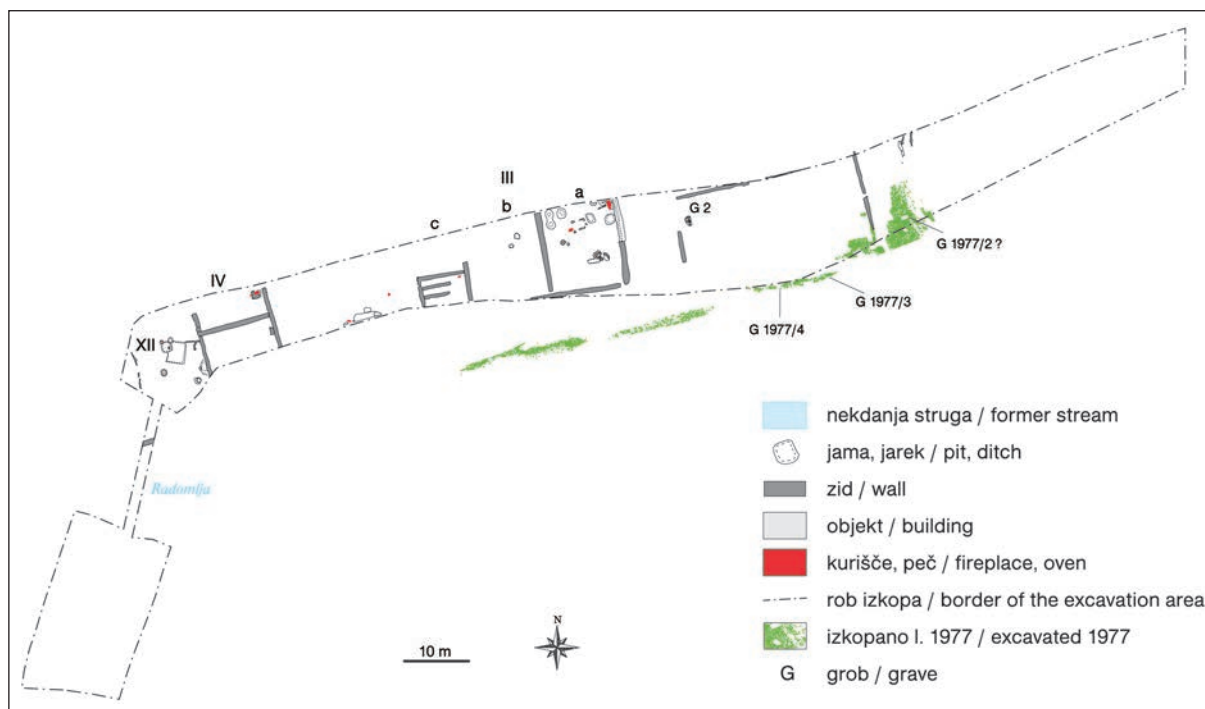 III
a
b
c
G 2
G 1977/2 ?
G 1977/3
G 1977/4
IV
XII
Radomlja
nekdanja struga / former stream
jama, jarek / pit, ditch
zid / wall
objekt / building
kurišče, peč / fireplace, oven
rob izkopa / border of the excavation area
izkopano l. 1977 / excavated 1977
G grob / grave
N
10 m